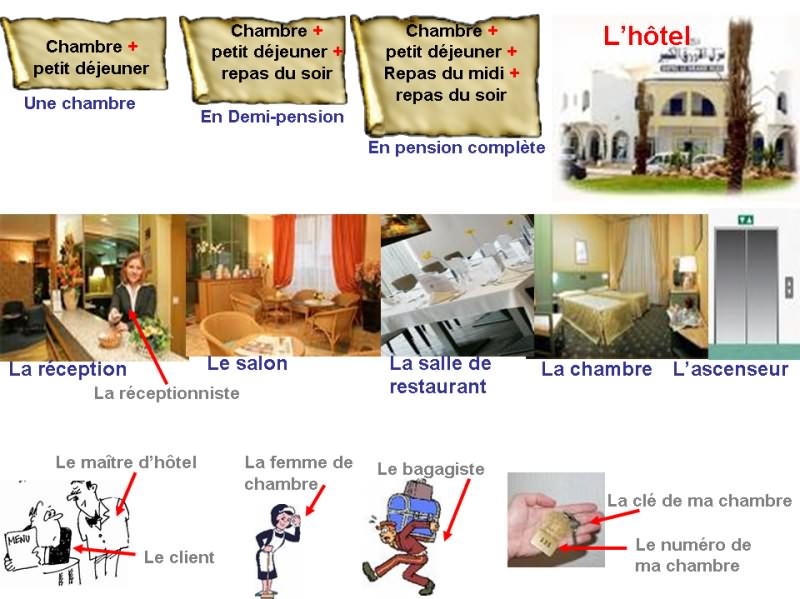 Chambre +
petit déjeuner
Une chambre
Chambre +
petit déjeuner +
repas du soir
En Demi-pension
Chambre +
petit déjeuner +
Repas du midi +
repas du soir
En pension complète
L’hôtel
La réception
La réceptionniste
Le salon
La salle de
restaurant
La chambre
L’ascenseur
Le maître d’hôtel
MENU
Le client
La femme de
chambre
Le bagagiste
La clé de ma chambre
Le numéro de
ma chambre